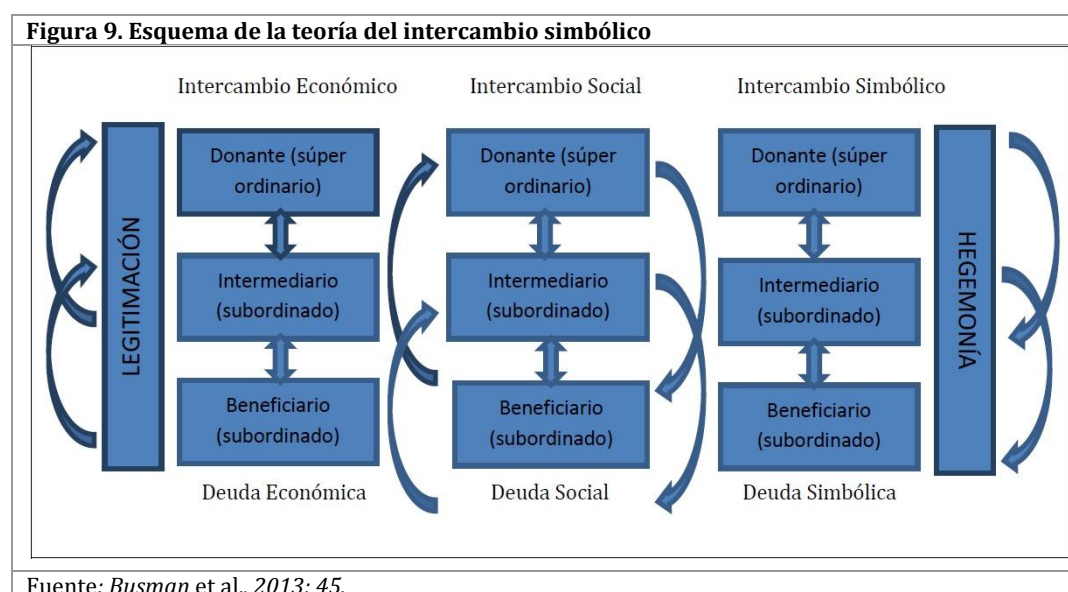 Figura 9. Esquema de la teoría del intercambio simbólico
Intercambio Económico
Intercambio Social
Intercambio Simbólico
LEGITIMACIÓN
Donante (súper
ordinario)
Intermediario
(subordinado)
Beneficiario
(subordinado)
Donante (súper
ordinario)
Intermediario
(subordinado)
Beneficiario
(subordinado)
Donante (súper
ordinario)
Intermediario
(subordinado)
Beneficiario
(subordinado)
HEGEMONÍA
Deuda Económica
Deuda Social
Deuda Simbólica
Fuente: Busman et al., 2013: 45.